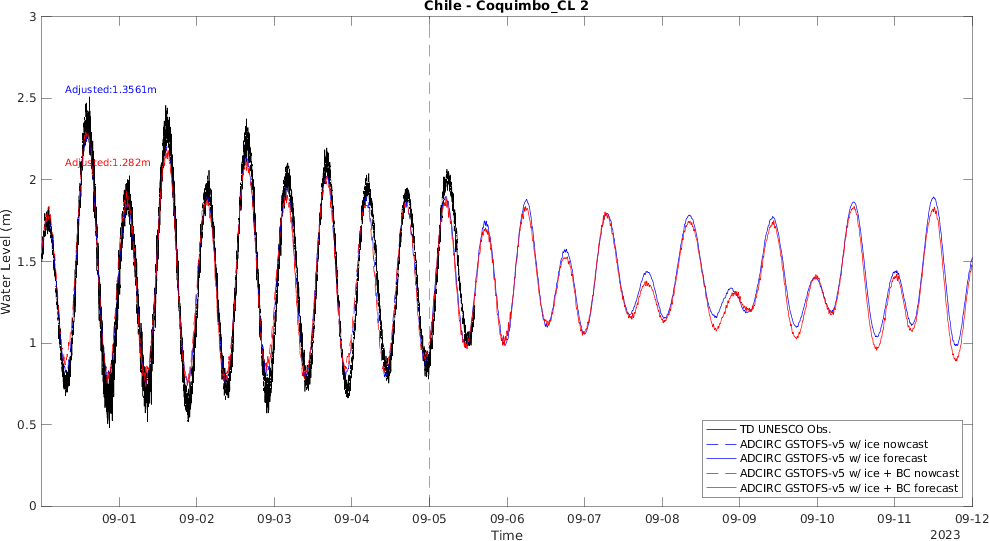 Chile - Coquimbo_CL 2
3
2.5
2
1.5
1
0.5
0
Water Level (m)
Adjusted:1.3561m
Adjusted:1.282m
TD UNESCO Obs.
ADCIRC GSTOFS-v5 w/ ice nowcast
ADCIRC GSTOFS-v5 w/ ice forecast
ADCIRC GSTOFS-v5 w/ ice + BC nowcast
ADCIRC GSTOFS-v5 w/ ice + BC forecast
09-01 09-02 09-03 09-04 09-05 09-06 09-07 09-08 09-09 09-10 09-11 09-12
Time
2023